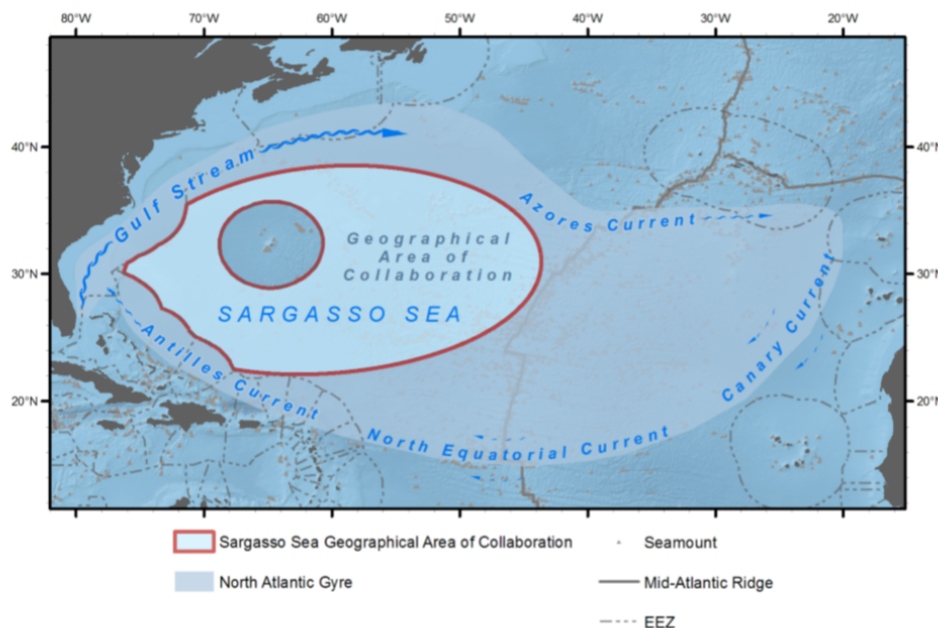 80°W 70°W 60°W 50°W 40°W 30°W 20°W
40°N 40°N
Gulf Stream
Azores Current
Geographical
Area of
Collaboration
30°N 30°N
SARGASSO SEA
Antilles Current
Canary Current
20°N 20°N
North Equatorial Current
Sargasso Sea Geographical Area of Collaboration
Seamount
North Atlantic Gyre
Mid-Atlantic Ridge
EEZ